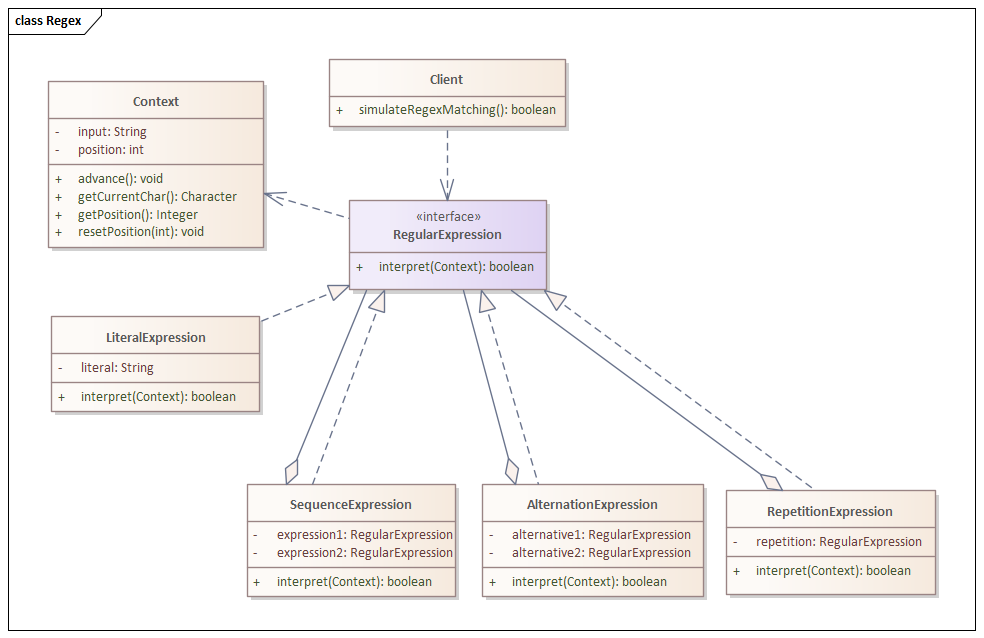 class Regex
Client
+ simulateRegexMatching(): boolean
Context
- input: String
- position: int
+ advance(): void
+ getCurrentChar(): Character
+ getPosition(): Integer
+ resetPosition(int): void
«interface»
RegularExpression
+ interpret(Context): boolean
LiteralExpression
- literal: String
+ interpret(Context): boolean
SequenceExpression
- expression1: RegularExpression
- expression2: RegularExpression
+ interpret(Context): boolean
AlternationExpression
- alternative1: RegularExpression
- alternative2: RegularExpression
+ interpret(Context): boolean
RepetitionExpression
- repetition: RegularExpression
+ interpret(Context): boolean